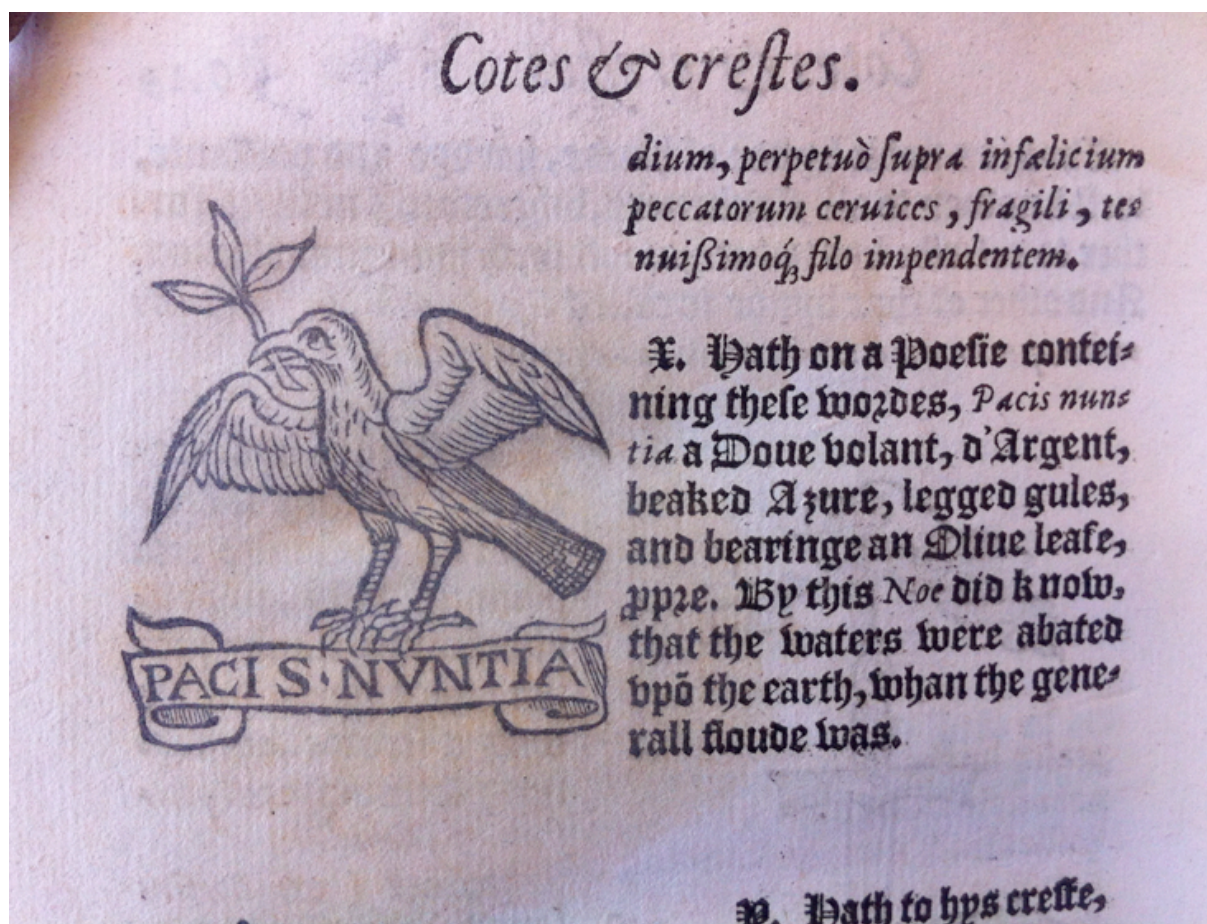 Cotes & creſtes.
dium, perpetuò ſupra infælicium
peccatorum ceruices, fragili, te⸗
nuißimoq́ꝫ filo impendentem.
X. Hath on a Poeſie contei⸗
ning theſe wordes, Pacis nun⸗
tia a Doue volant, d'Argent,
beaked Azure, legged gules,
and bearinge an Oliue leafe,
ꝓpꝛe. By this Noe did know,
that the waters were abated
vpõ the earth, whan the gene⸗
rall floude was.
PACIS·NVNTIA
Y. Hath to hys creſte,